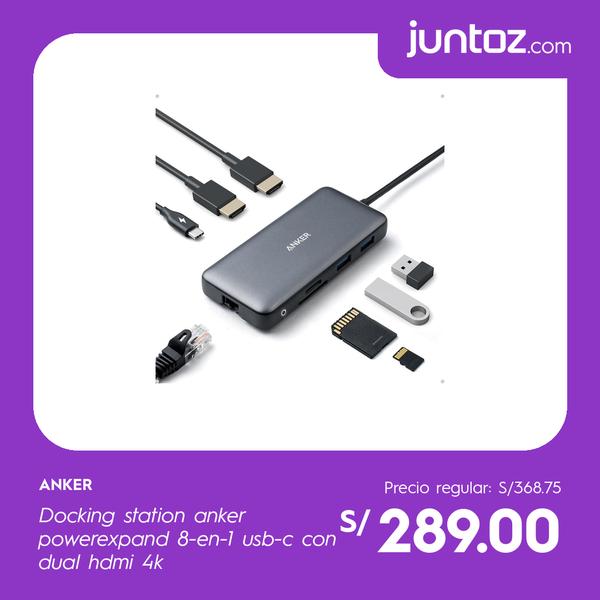 juntoz.com
ANKER
ANKER
Precio regular: S/368.75
Docking station anker
powerexpand 8-en-1 usb-c con
dual hdmi 4k
S/ 289.00